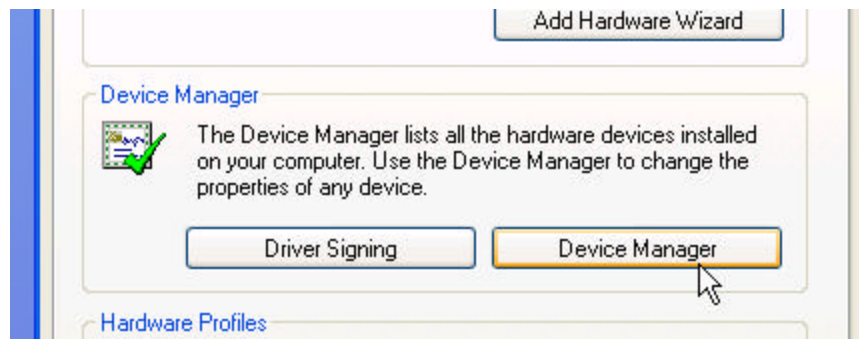 Add Hardware Wizard
Device Manager
The Device Manager lists all the hardware devices installed
on your computer. Use the Device Manager to change the
properties of any device.
Driver Signing
Device Manager
Hardware Profiles